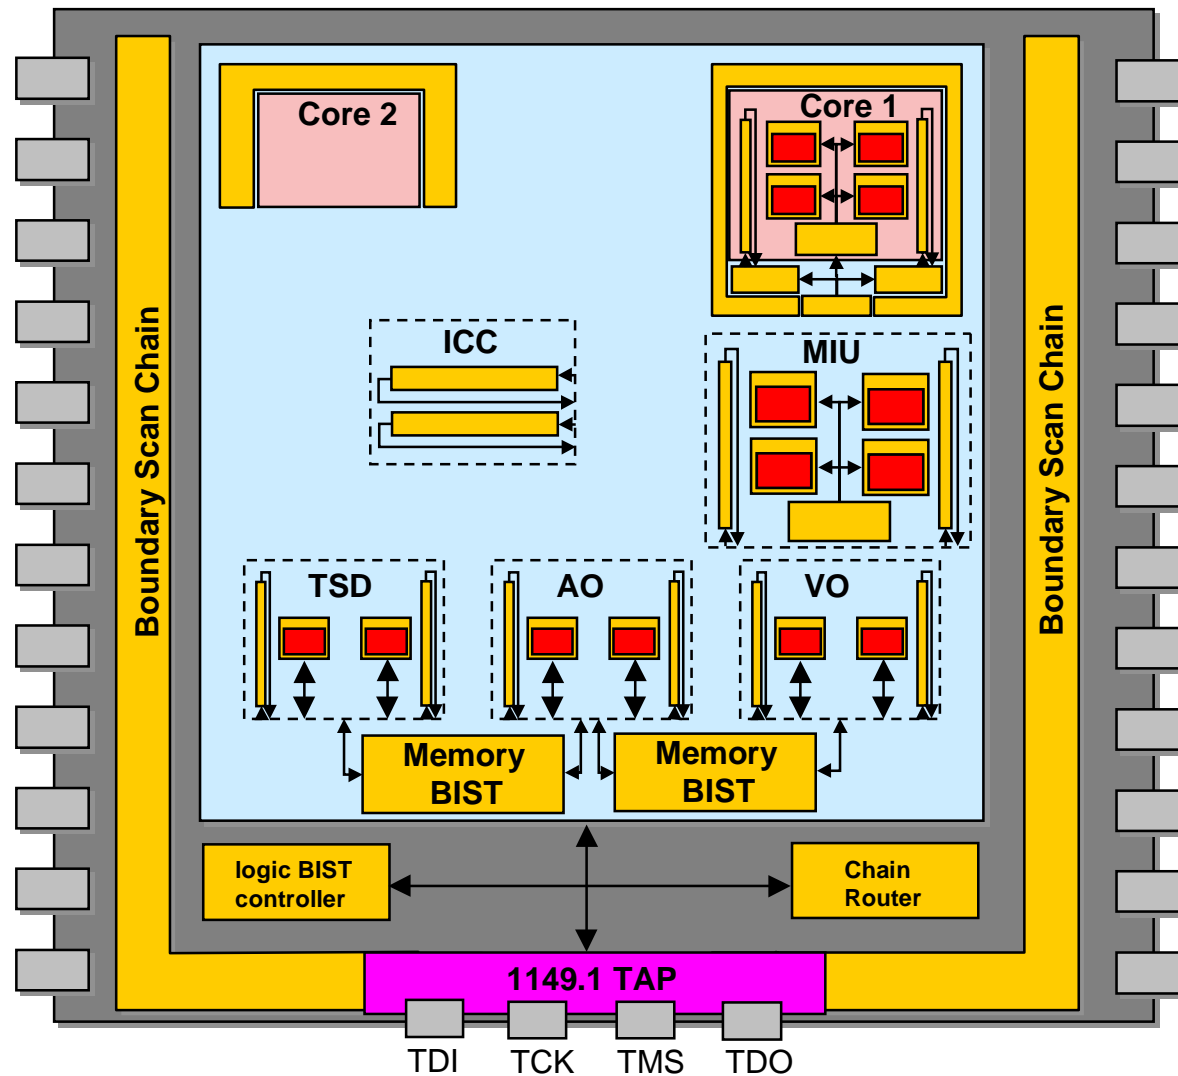 Core 2
Core 1
ICC
MIU
Boundary Scan Chain
Boundary Scan Chain
TSD
AO
VO
Memory
BIST
Memory
BIST
logic BIST
controller
Chain
Router
1149.1 TAP
TDI
TCK
TMS
TDO